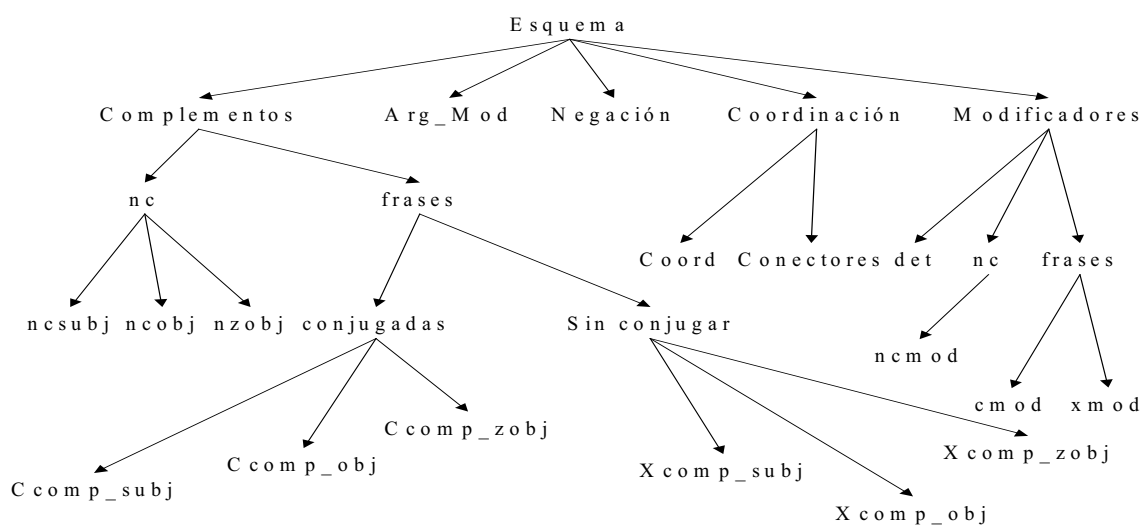 Esquema
Complementos Arg_Mod Negación Coordinación Modificadores
nc frases
Coord Conectores det nc frases
ncsubj ncobj nzobj conjugadas Sin conjugar
ncmod
cmod xmod
Ccomp_zobj
Xcomp_zobj
Ccomp_obj
Xcomp_subj
Ccomp_subj
Xcomp_obj